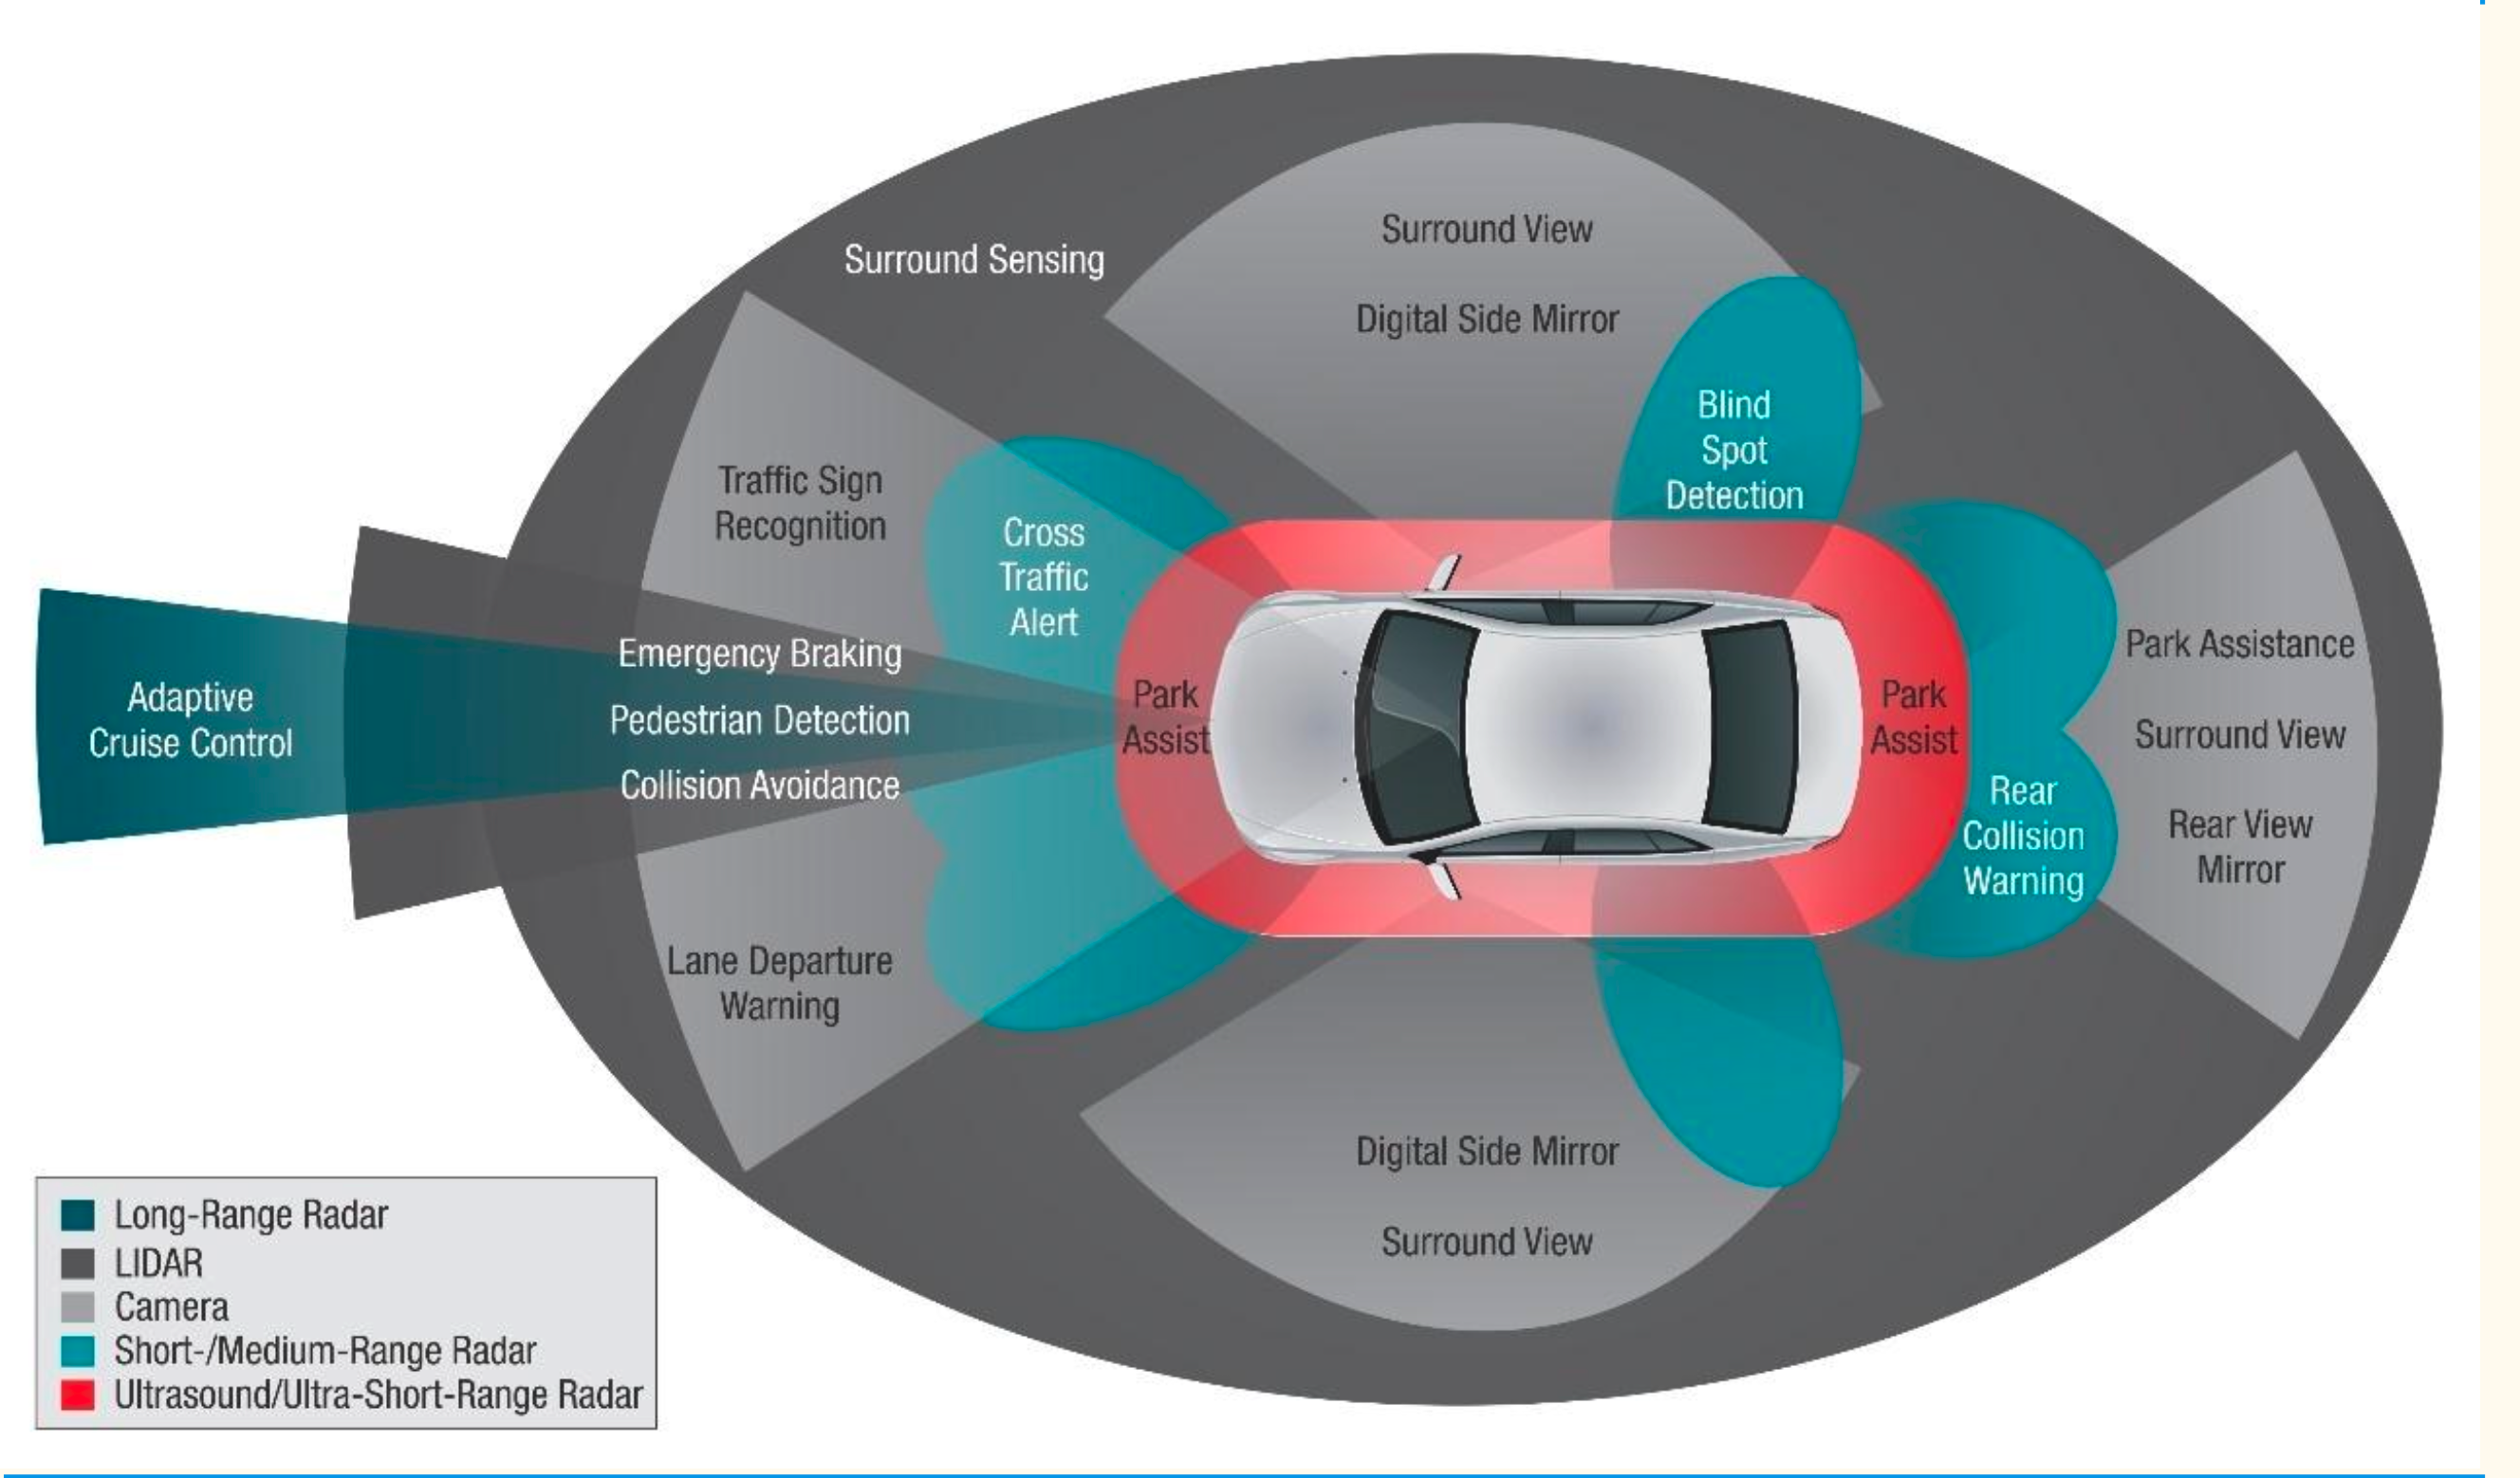 Surround View
Surround Sensing
Digital Side Mirror
Blind
Spot
Detection
Traffic Sign
Recognition
Cross
Traffic
Alert
Emergency Braking
Pedestrian Detection
Collision Avoidance
Adaptive
Cruise Control
Park
Assist
Park
Assist
Park Assistance
Surround View
Rear View
Mirror
Rear
Collision
Warning
Lane Departure
Warning
Digital Side Mirror
Surround View
Long-Range Radar
LIDAR
Camera
Short-/Medium-Range Radar
Ultrasound/Ultra-Short-Range Radar